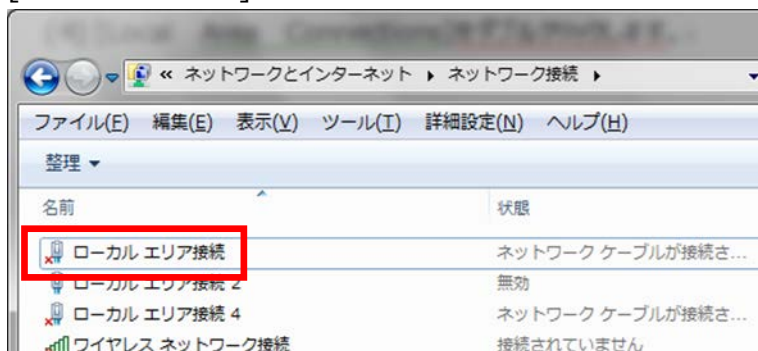 « ネットワークとインターネット ▸ ネットワーク接続 ▸
ファイル(F) 編集(E) 表示(V) ツール(T) 詳細設定(N) ヘルプ(H)
整理 ▾
名前 状態
ローカル エリア接続 ネットワーク ケーブルが接続さ...
ローカル エリア接続 2 無効
ローカル エリア接続 4 ネットワーク ケーブルが接続さ...
ワイヤレス ネットワーク接続 接続されていません